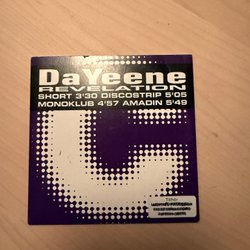 DaYeene
REVELATION
SHORT 3'30 DISCOSTRIP 5'05
MONOKLUB 4'57 AMADIN 5'49